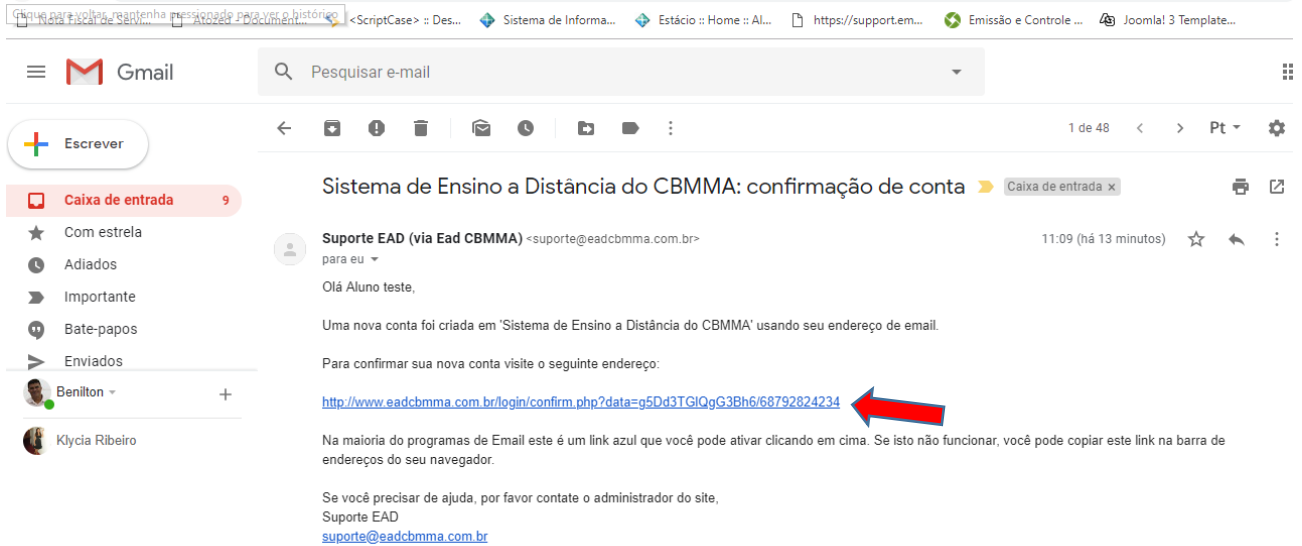 Clique para voltar, mantenha pressionado para ver o histórico
Nota Fiscal de Servi... Atozed - Document... <ScriptCase> :: Des... Sistema de Informa... Estácio :: Home :: Al... https://support.em... Emissão e Controle ... Joomla! 3 Template...
Gmail Pesquisar e-mail
Escrever
1 de 48 Pt
Sistema de Ensino a Distância do CBMMA: confirmação de conta Caixa de entrada x
Caixa de entrada 9
Com estrela
Adiados
Importante
Bate-papos
Enviados
Benilton
Klycia Ribeiro
Suporte EAD (via Ead CBMMA) <suporte@eadcbmma.com.br> 11:09 (há 13 minutos)
para eu
Olá Aluno teste,
Uma nova conta foi criada em 'Sistema de Ensino a Distância do CBMMA' usando seu endereço de email.
Para confirmar sua nova conta visite o seguinte endereço:
http://www.eadcbmma.com.br/login/confirm.php?data=g5Dd3TGlQgG3Bh6/68792824234
Na maioria do programas de Email este é um link azul que você pode ativar clicando em cima. Se isto não funcionar, você pode copiar este link na barra de
endereços do seu navegador.
Se você precisar de ajuda, por favor contate o administrador do site,
Suporte EAD
suporte@eadcbmma.com.br